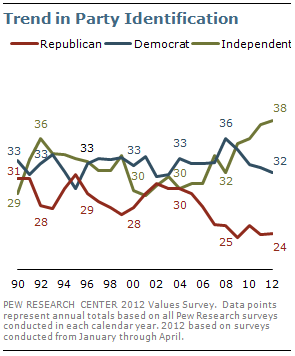 Trend in Party Identification
Republican Democrat Independent
38
36 36
33 33 33 33 33
32
31 32
29 30 30
29
28 28
25 24
90 92 94 96 98 00 02 04 06 08 10 12
PEW RESEARCH CENTER 2012 Values Survey. Data points
represent annual totals based on all Pew Research surveys
conducted in each calendar year. 2012 based on surveys
conducted from January through April.